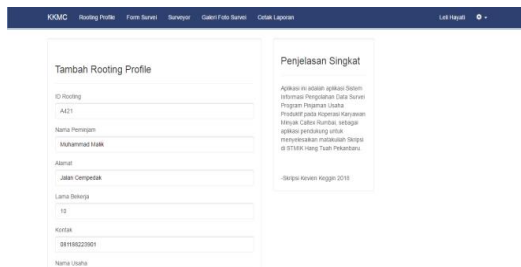 KKMC Rooting Profile Form Survei Surveyor Galeri Foto Survei Cetak Laporan Loti Hayati
Tambah Rooting Profile
ID Rooting
A421
Nama Peminjam
Muhammad Malik
Alamat
Jalan Cempedak
Lama Bekerja
10
Kontak
081188223901
Nama Usaha
Penjelasan Singkat
Aplikasi ini adalah aplikasi Sistem
Informasi Pengolahan Data Survei
Program Pinjaman Usaha
Produktif pada Koperasi Karyawan
Minyak Caltex Rumbai, sebagai
aplikasi pendukung untuk
menyelesaikan matakuliah Skripsi
di STMIK Hang Tuah Pekanbaru.
-Skripsi Kevien Keggin 2018